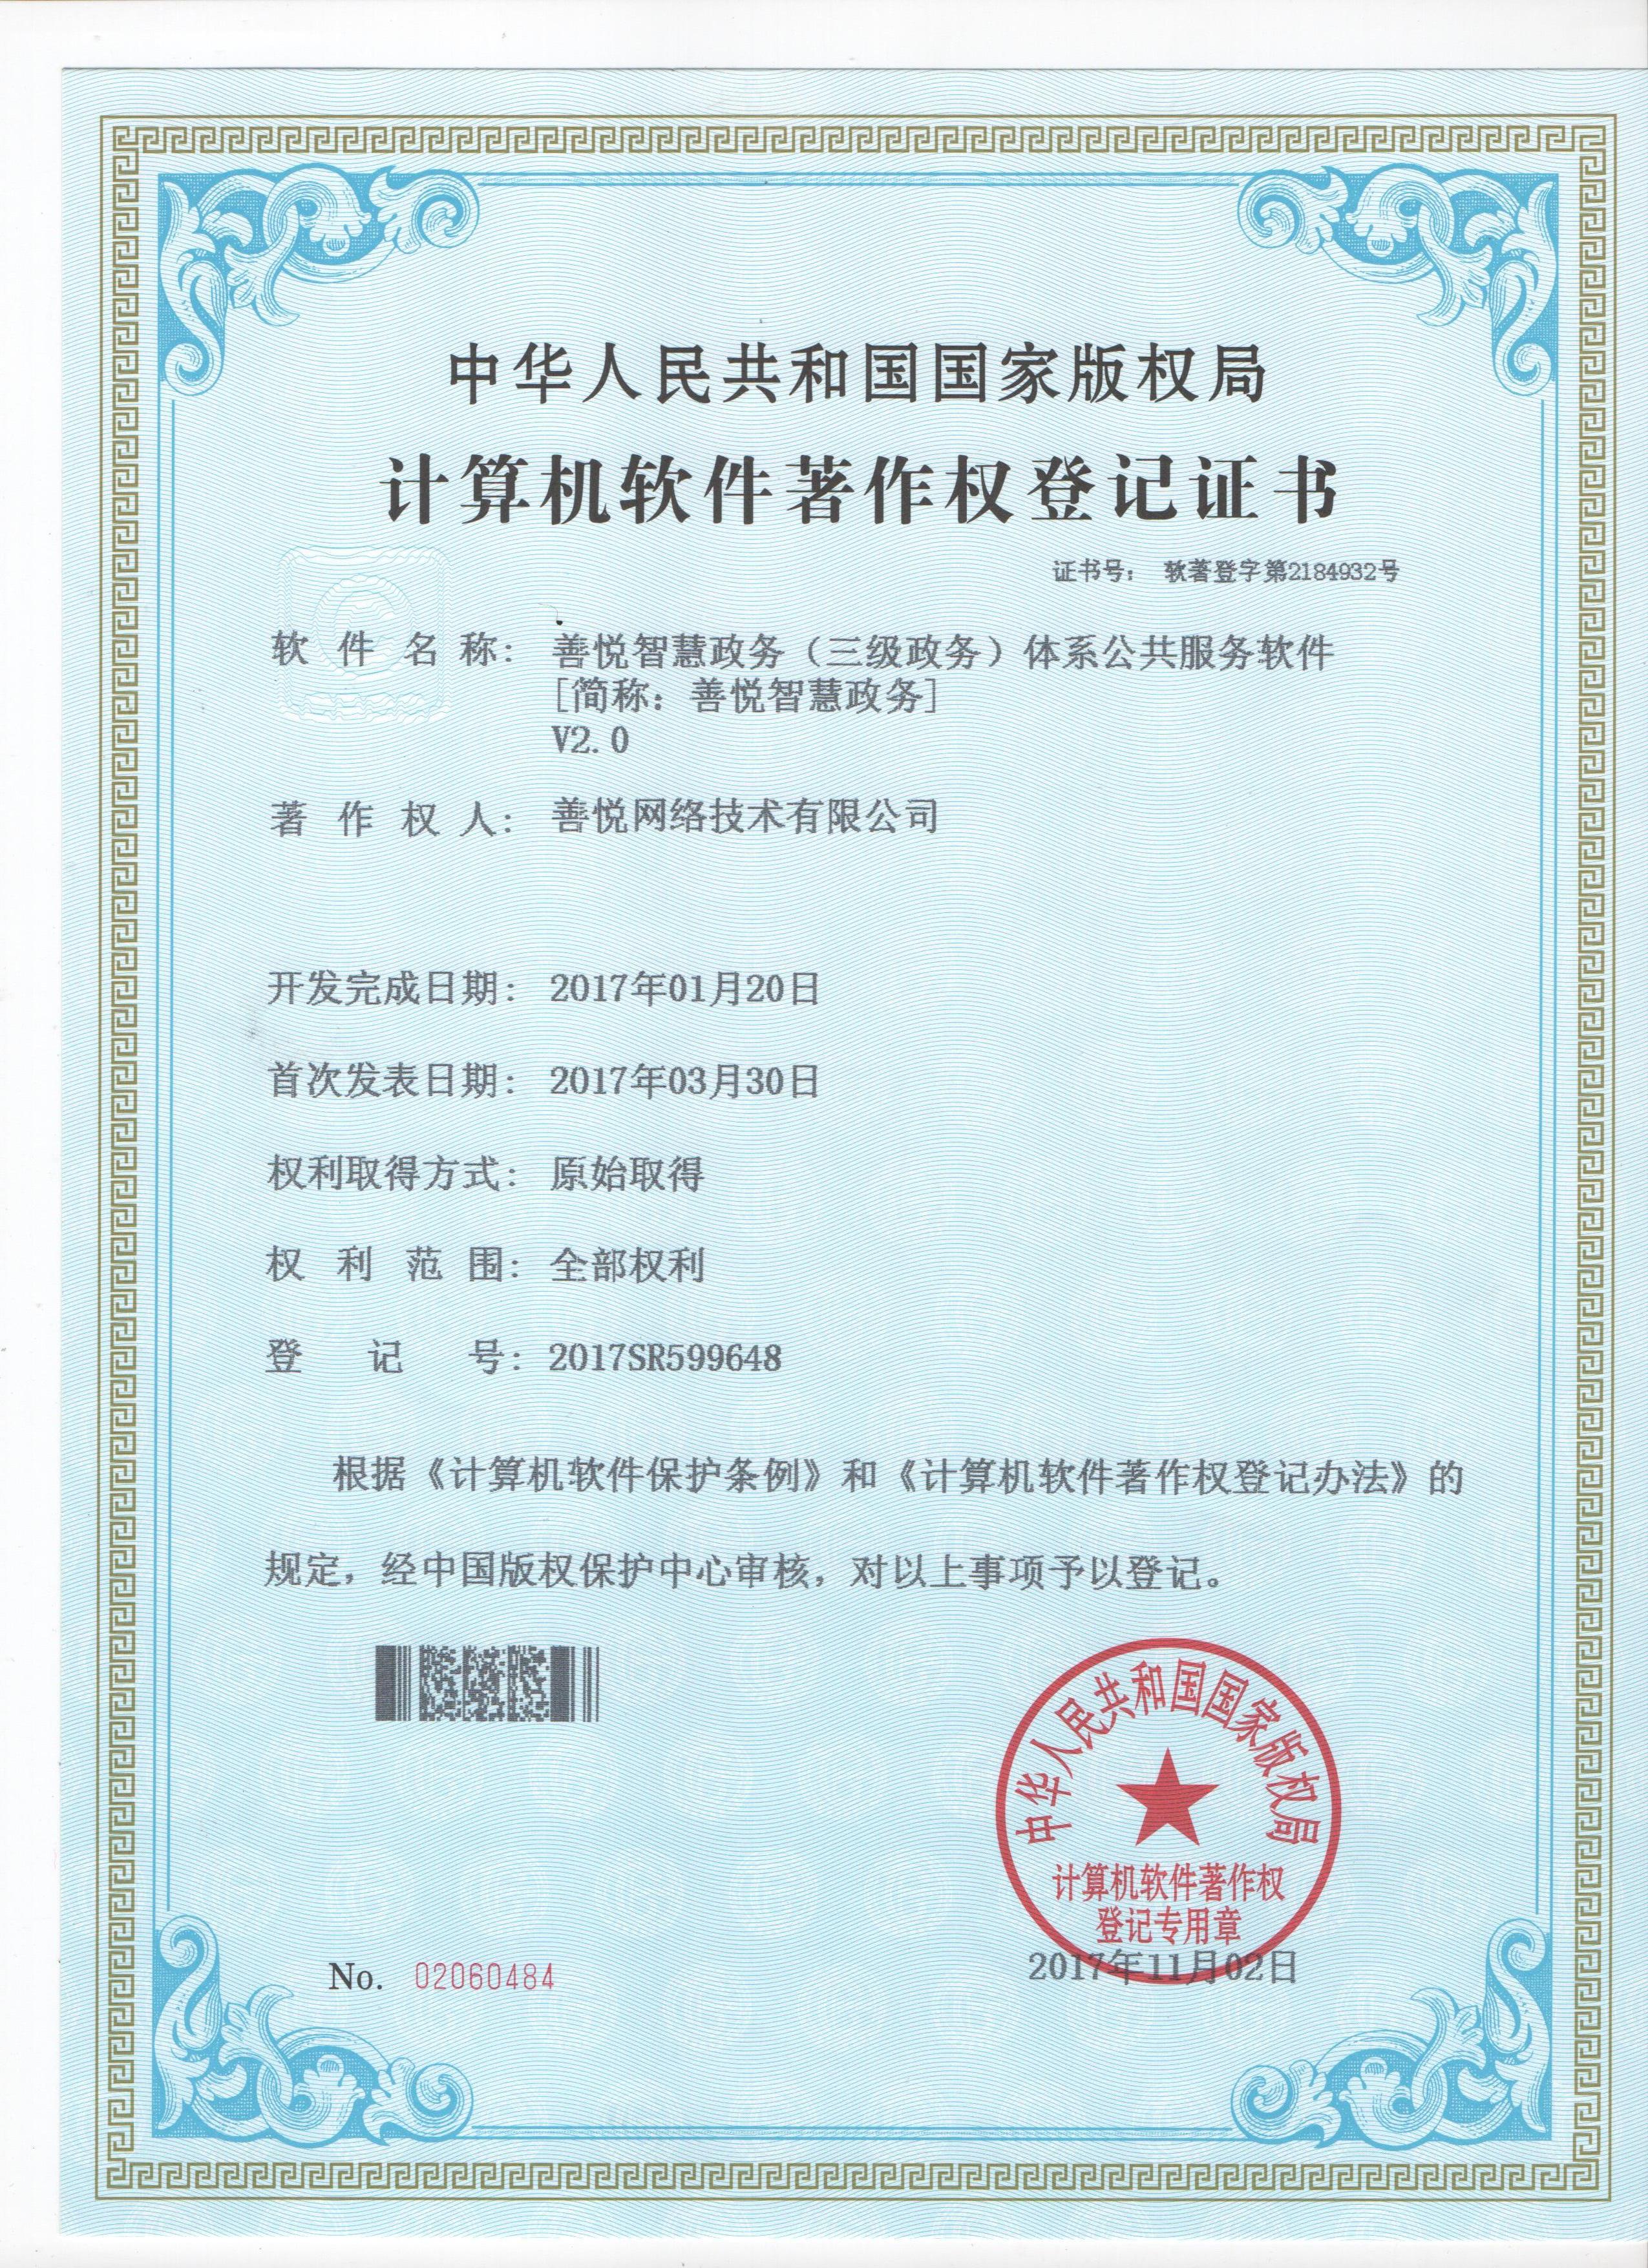 中华人民共和国国家版权局
计算机软件著作权登记证书
证书号： 软著登字第2184932号
软件名称： 善悦智慧政务（三级政务）体系公共服务软件
[简称：善悦智慧政务]
V2.0
著作权人： 善悦网络技术有限公司
开发完成日期： 2017年01月20日
首次发表日期： 2017年03月30日
权利取得方式： 原始取得
权利范围： 全部权利
登记号： 2017SR599648
根据《计算机软件保护条例》和《计算机软件著作权登记办法》的
规定，经中国版权保护中心审核，对以上事项予以登记。
中华人民共和国国家版权局
计算机软件著作权
登记专用章
2017年11月02日
No. 02060484